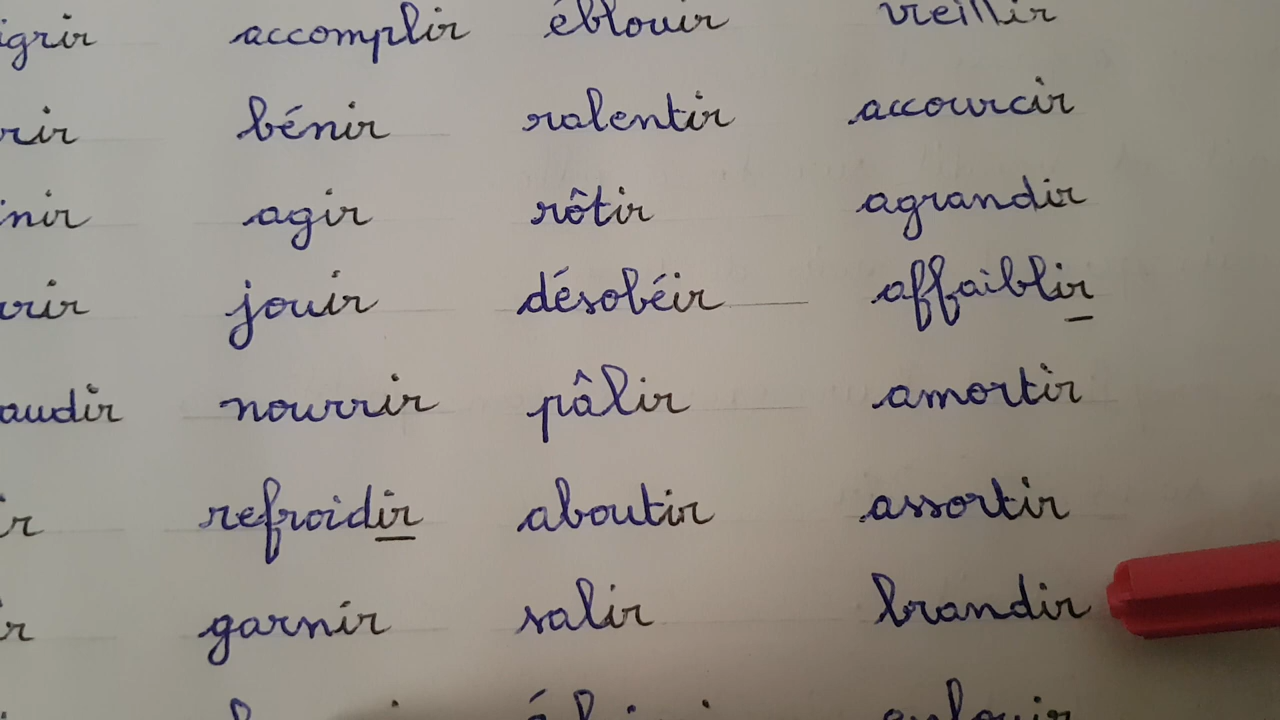 accomplir éblouir vieillir
bénir ralentir accourcir
agir rôtir agrandir
jouir désobéir affaiblir
nourrir pâlir amortir
refroidir aboutir assortir
garnir salir brandir